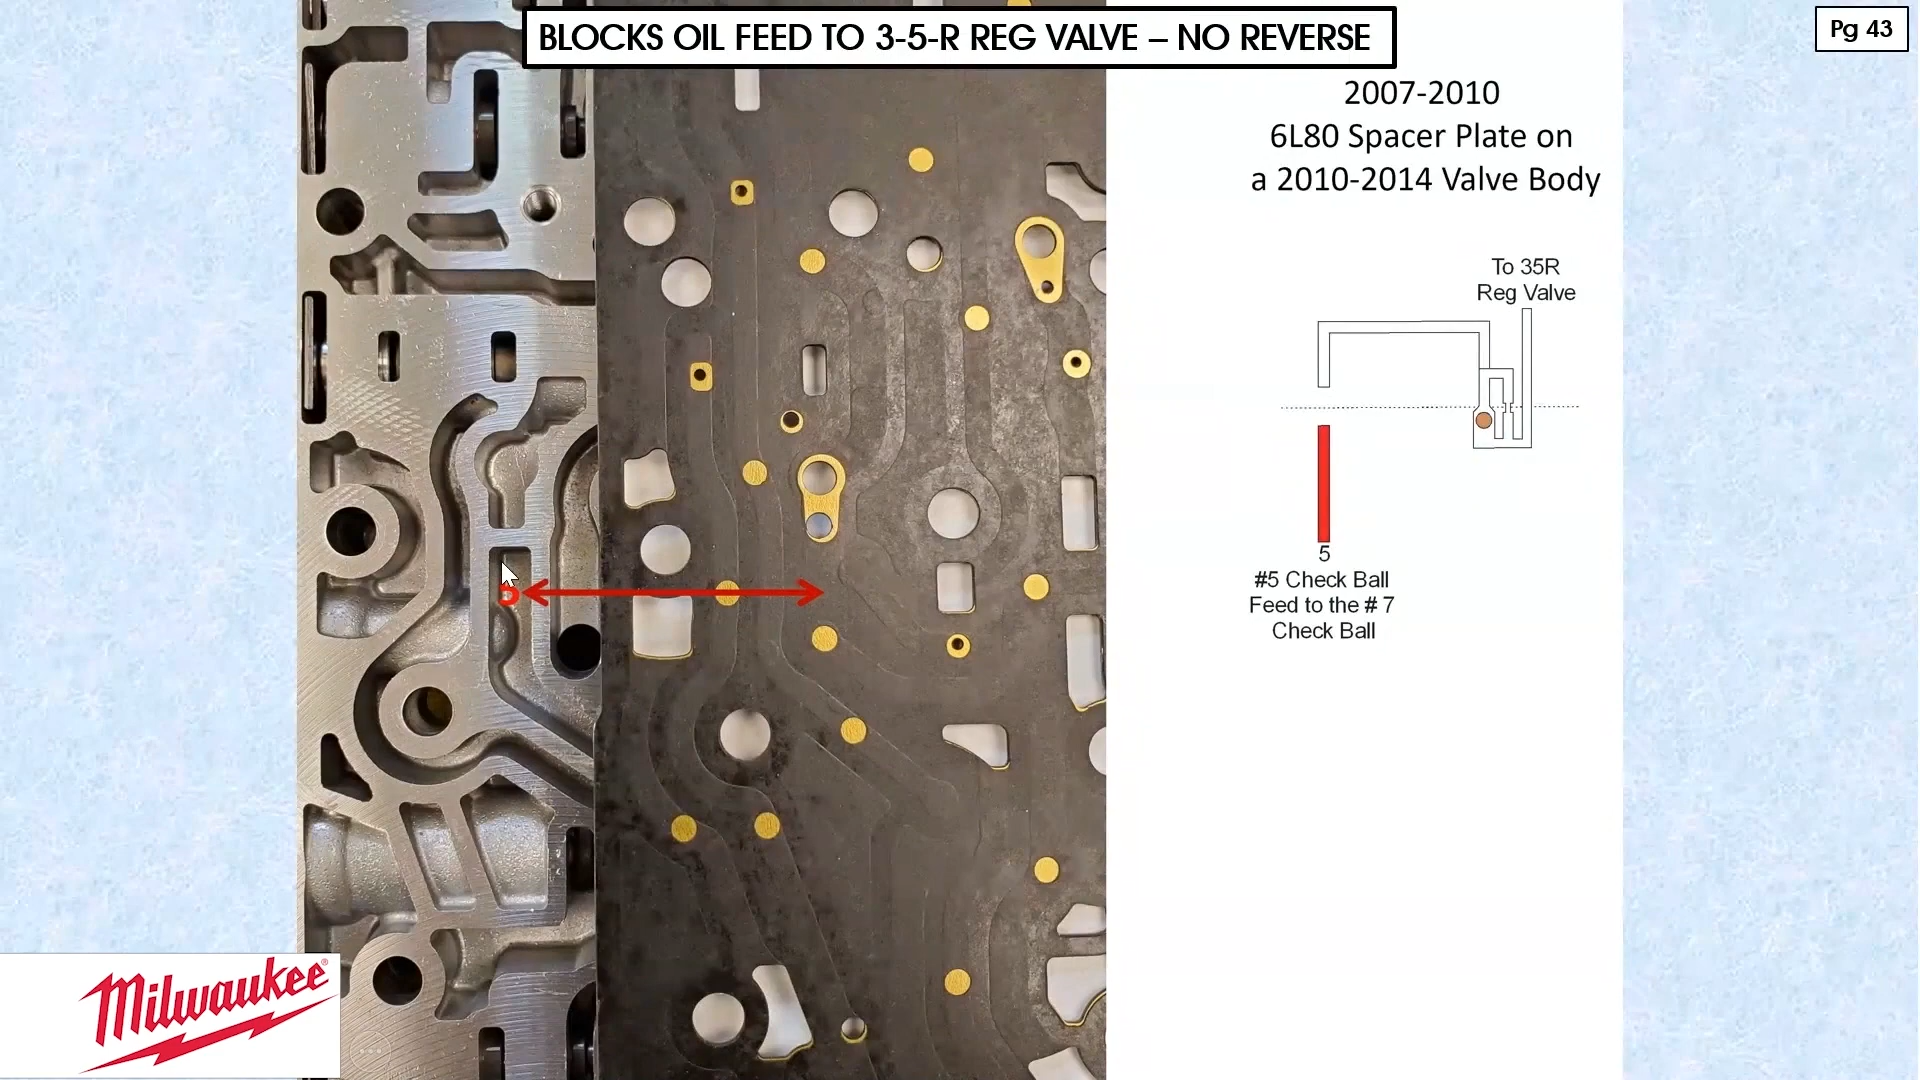 BLOCKS OIL FEED TO 3-5-R REG VALVE – NO REVERSE
Pg 43
2007-2010
6L80 Spacer Plate on
a 2010-2014 Valve Body
To 35R
Reg Valve
5
5
#5 Check Ball
Feed to the # 7
Check Ball
Milwaukee®